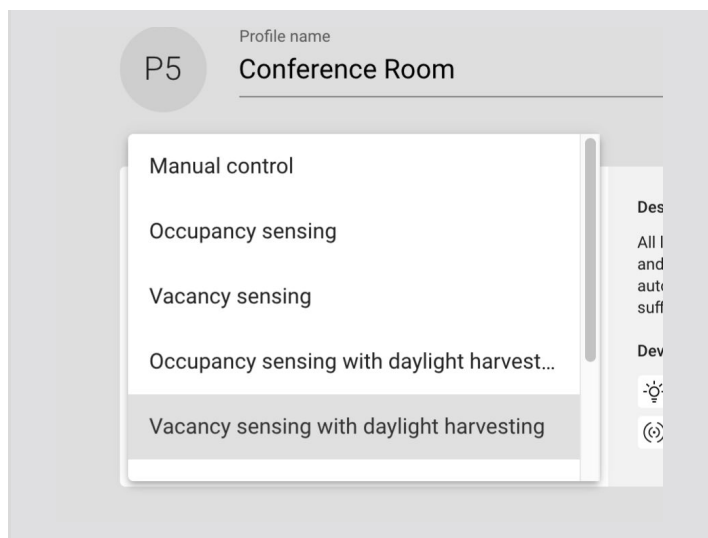 Profile name
P5
Conference Room
Manual control
Occupancy sensing
Vacancy sensing
Occupancy sensing with daylight harvest...
Vacancy sensing with daylight harvesting
Des
All
and
auto
suff
Dev